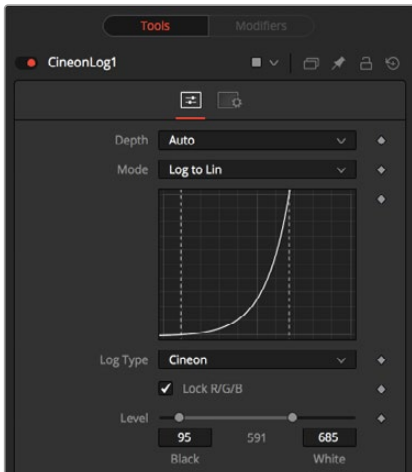 Tools Modifiers
CineonLog1
Depth Auto
Mode Log to Lin
Log Type Cineon
Lock R/G/B
Level
95 591 685
Black White